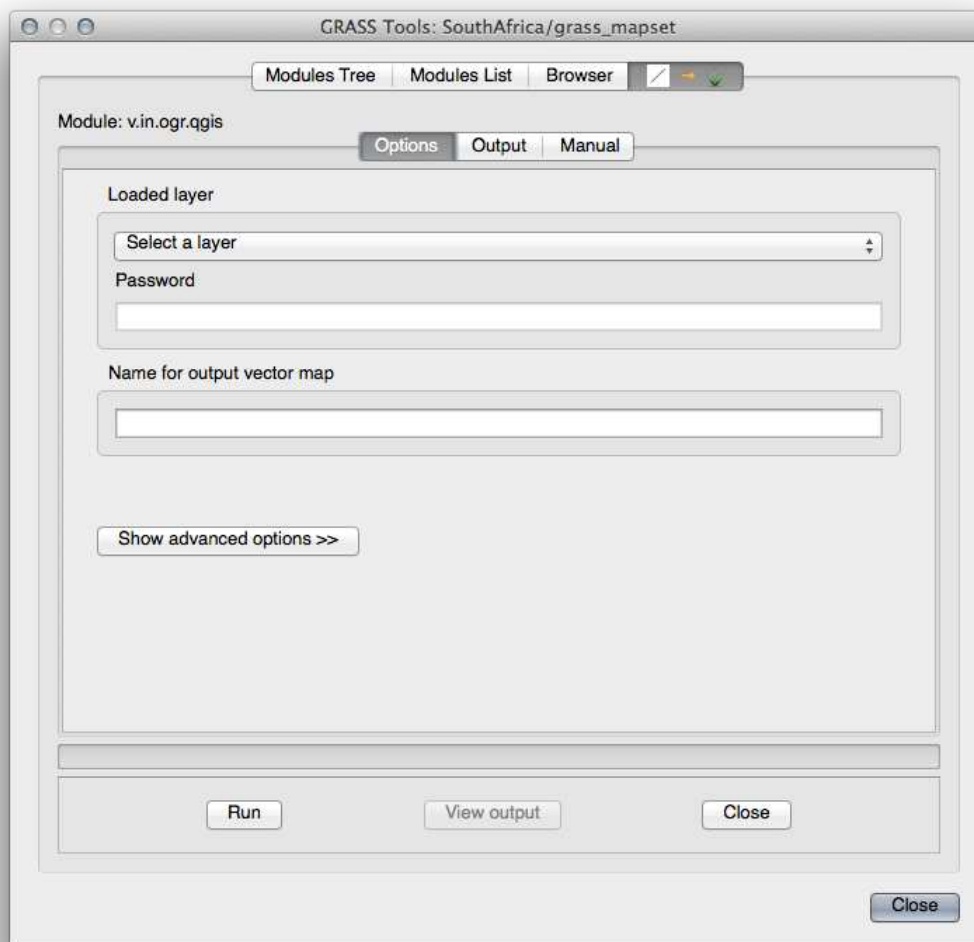 GRASS Tools: SouthAfrica/grass_mapset
Modules Tree Modules List Browser
Module: v.in.ogr.qgis
Options Output Manual
Loaded layer
Select a layer
Password
Name for output vector map
Show advanced options >>
Run View output Close
Close